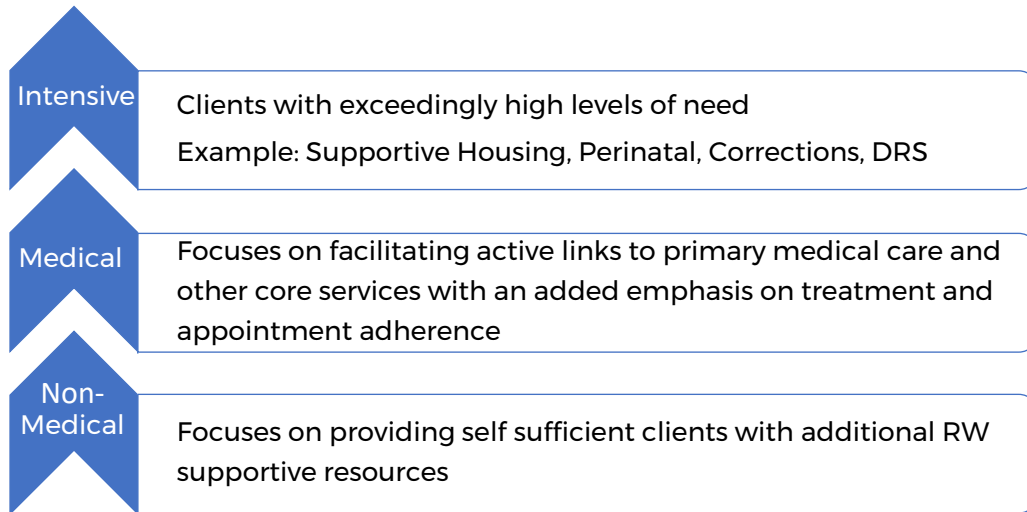 Intensive
Clients with exceedingly high levels of need
Example: Supportive Housing, Perinatal, Corrections, DRS
Medical
Focuses on facilitating active links to primary medical care and
other core services with an added emphasis on treatment and
appointment adherence
Non-
Medical
Focuses on providing self sufficient clients with additional RW
supportive resources